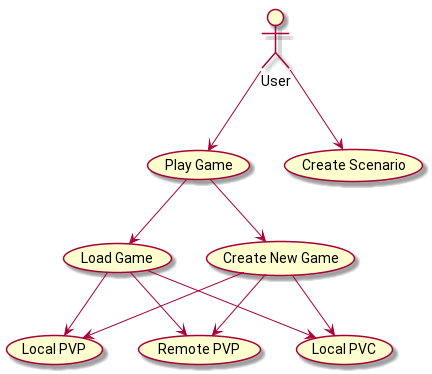 User
Play Game
Create Scenario
Load Game
Create New Game
Local PVP
Remote PVP
Local PVC